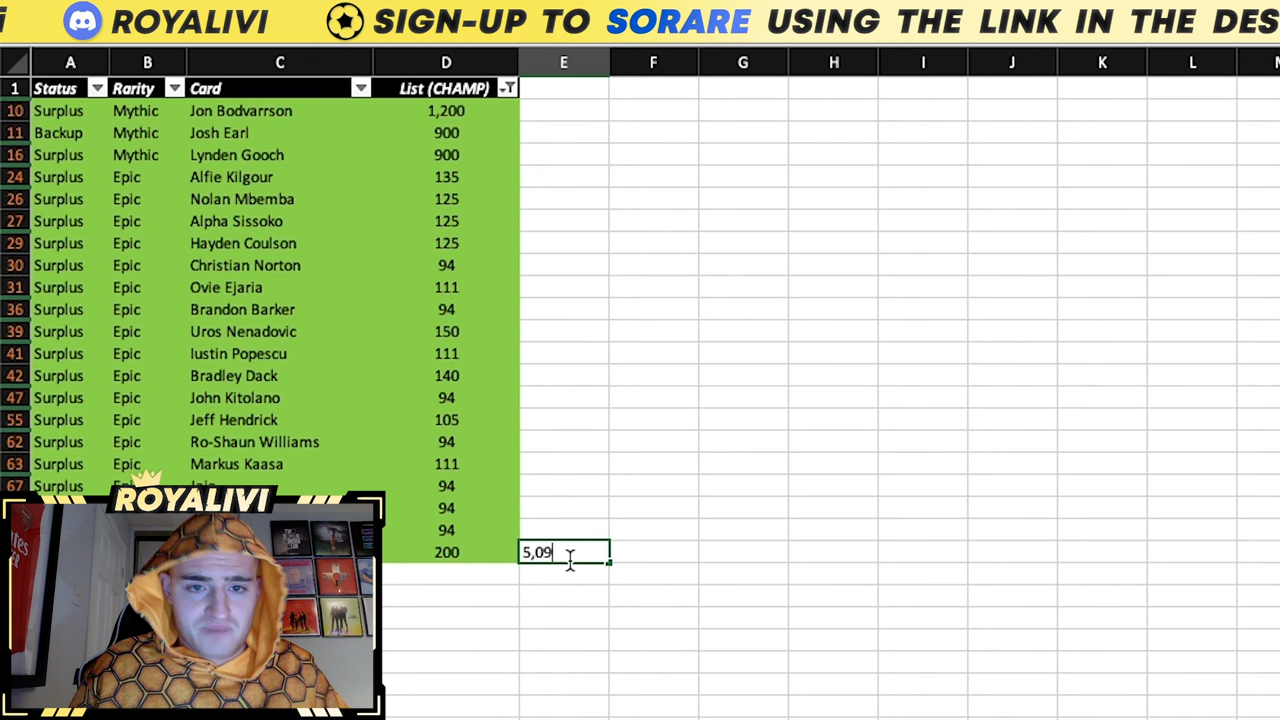 i ROYALIVI SIGN-UP TO SORARE USING THE LINK IN THE DES
A B C D E F G H I J K L
1 Status Rarity Card List (CHAMP)
10 Surplus Mythic Jon Bodvarrson 1,200
11 Backup Mythic Josh Earl 900
16 Surplus Mythic Lynden Gooch 900
24 Surplus Epic Alfie Kilgour 135
26 Surplus Epic Nolan Mbemba 125
27 Surplus Epic Alpha Sissoko 125
29 Surplus Epic Hayden Coulson 125
30 Surplus Epic Christian Norton 94
31 Surplus Epic Ovie Ejaria 111
36 Surplus Epic Brandon Barker 94
39 Surplus Epic Uros Nenadovic 150
41 Surplus Epic Iustin Popescu 111
42 Surplus Epic Bradley Dack 140
47 Surplus Epic John Kitolano 94
55 Surplus Epic Jeff Hendrick 105
62 Surplus Epic Ro-Shaun Williams 94
63 Surplus Epic Markus Kaasa 111
67 Surplus 94
ROYALIVI 94
94
200 5,09